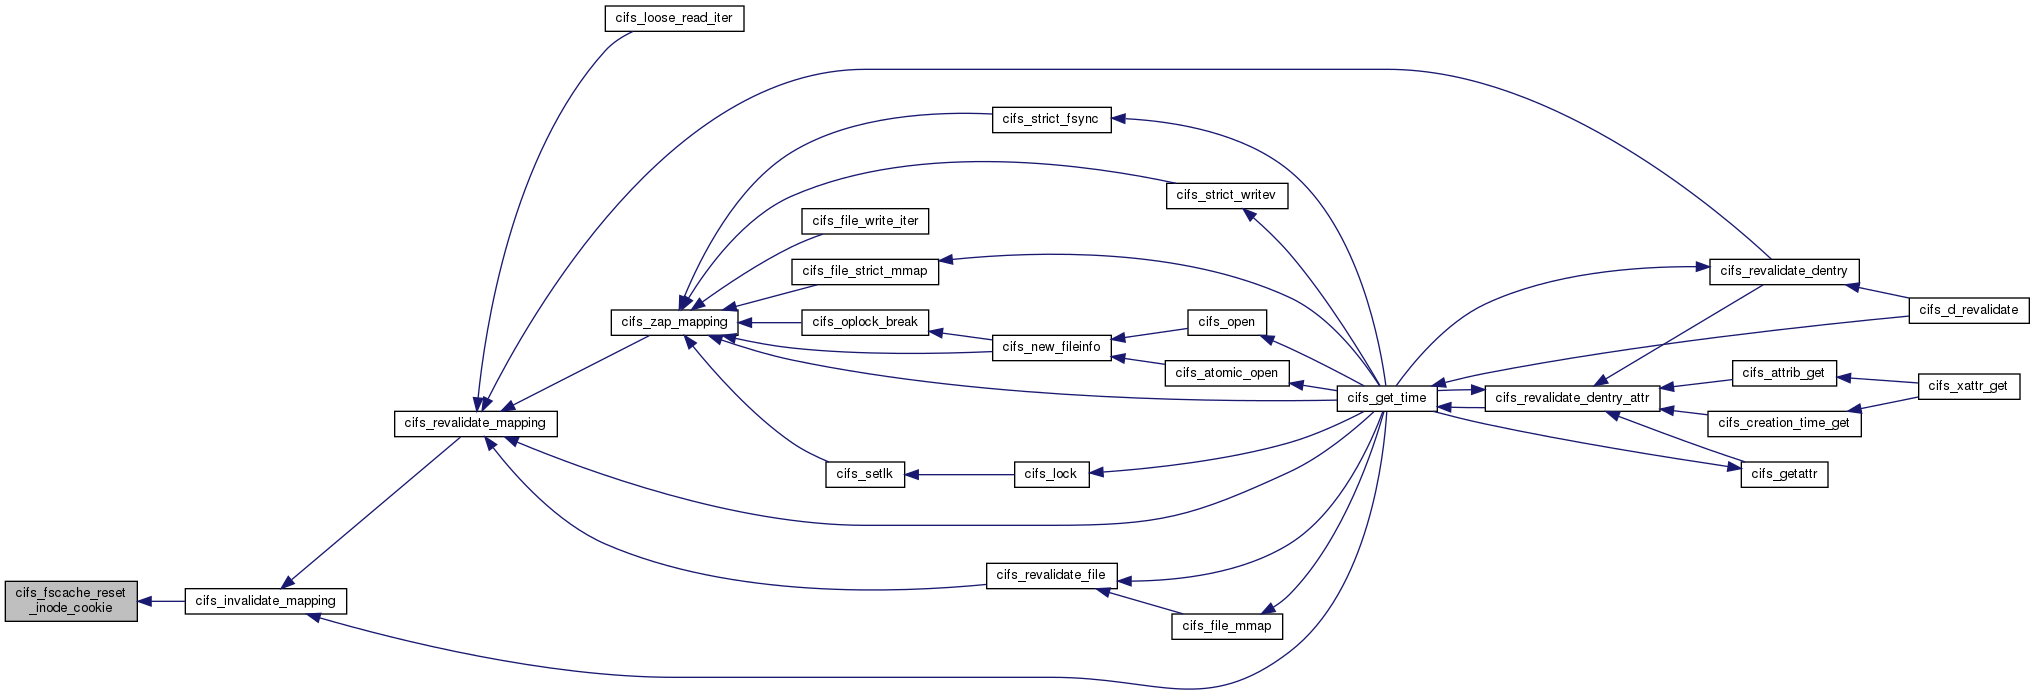 cifs_loose_read_iter
cifs_strict_fsync
cifs_strict_writev
cifs_file_write_iter
cifs_file_strict_mmap
cifs_revalidate_dentry
cifs_d_revalidate
cifs_zap_mapping
cifs_oplock_break
cifs_open
cifs_new_fileinfo
cifs_atomic_open
cifs_attrib_get
cifs_xattr_get
cifs_get_time
cifs_revalidate_dentry_attr
cifs_revalidate_mapping
cifs_creation_time_get
cifs_setlk
cifs_lock
cifs_getattr
cifs_revalidate_file
cifs_fscache_reset
_inode_cookie
cifs_invalidate_mapping
cifs_file_mmap